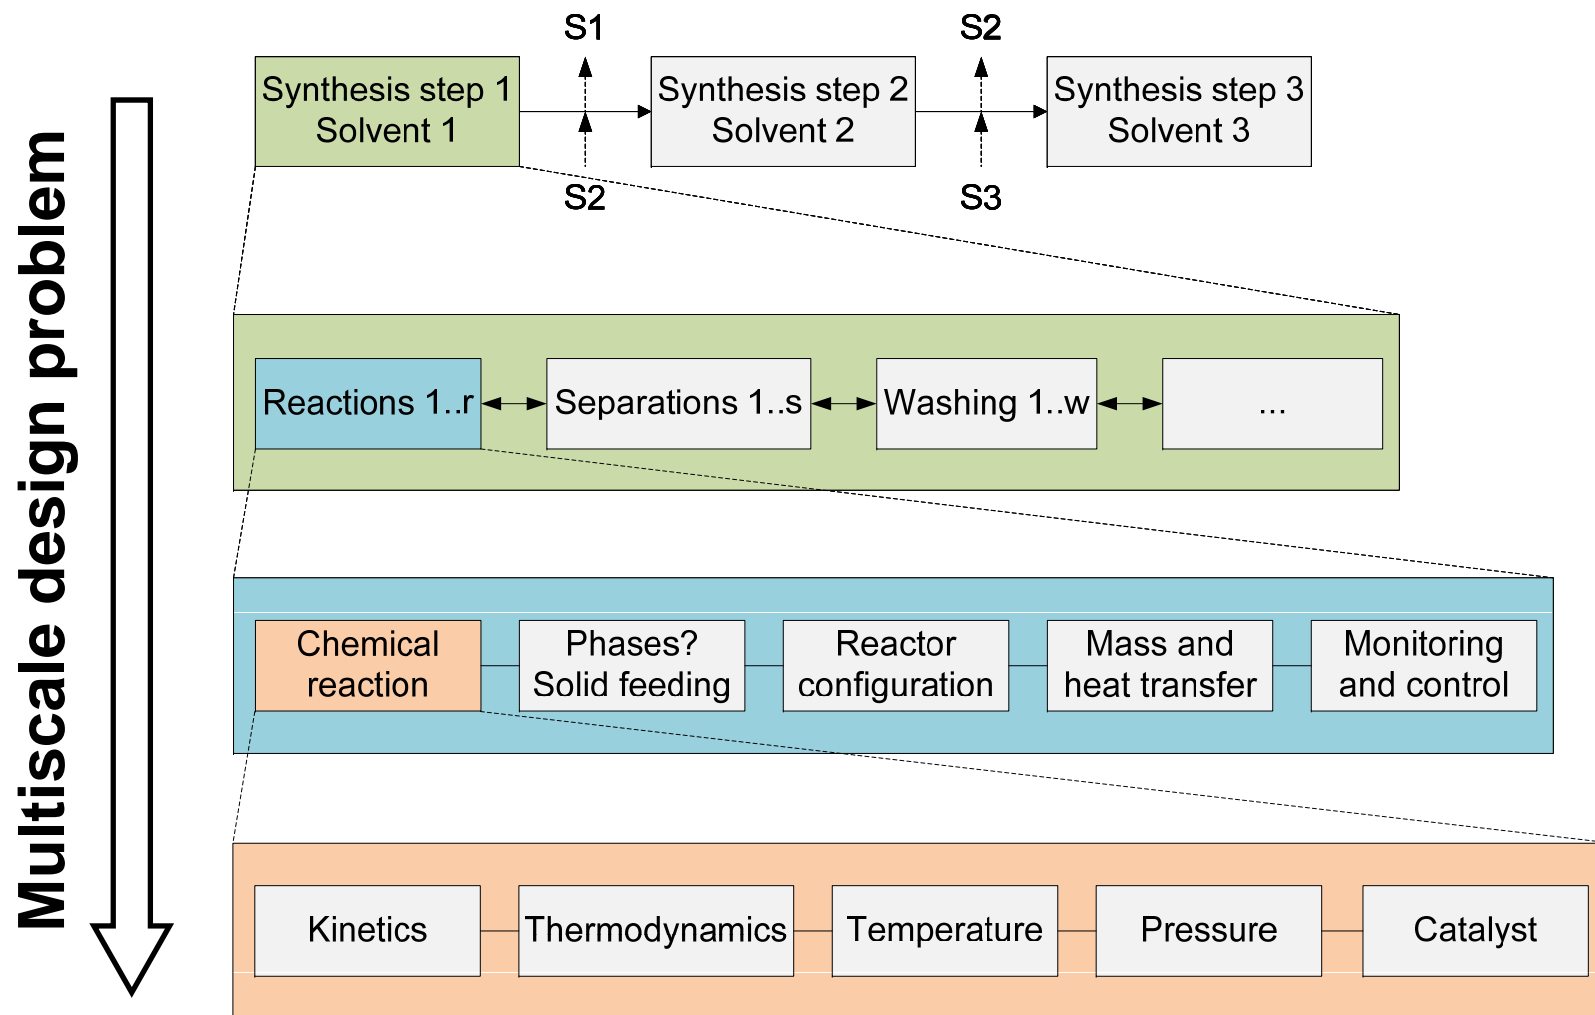 Multiscale design problem
S1
S2
Synthesis step 1
Solvent 1
Synthesis step 2
Solvent 2
Synthesis step 3
Solvent 3
S2
S3
Reactions 1..r
Separations 1..s
Washing 1..w
...
Chemical
reaction
Phases?
Solid feeding
Reactor
configuration
Mass and
heat transfer
Monitoring
and control
Kinetics
Thermodynamics
Temperature
Pressure
Catalyst